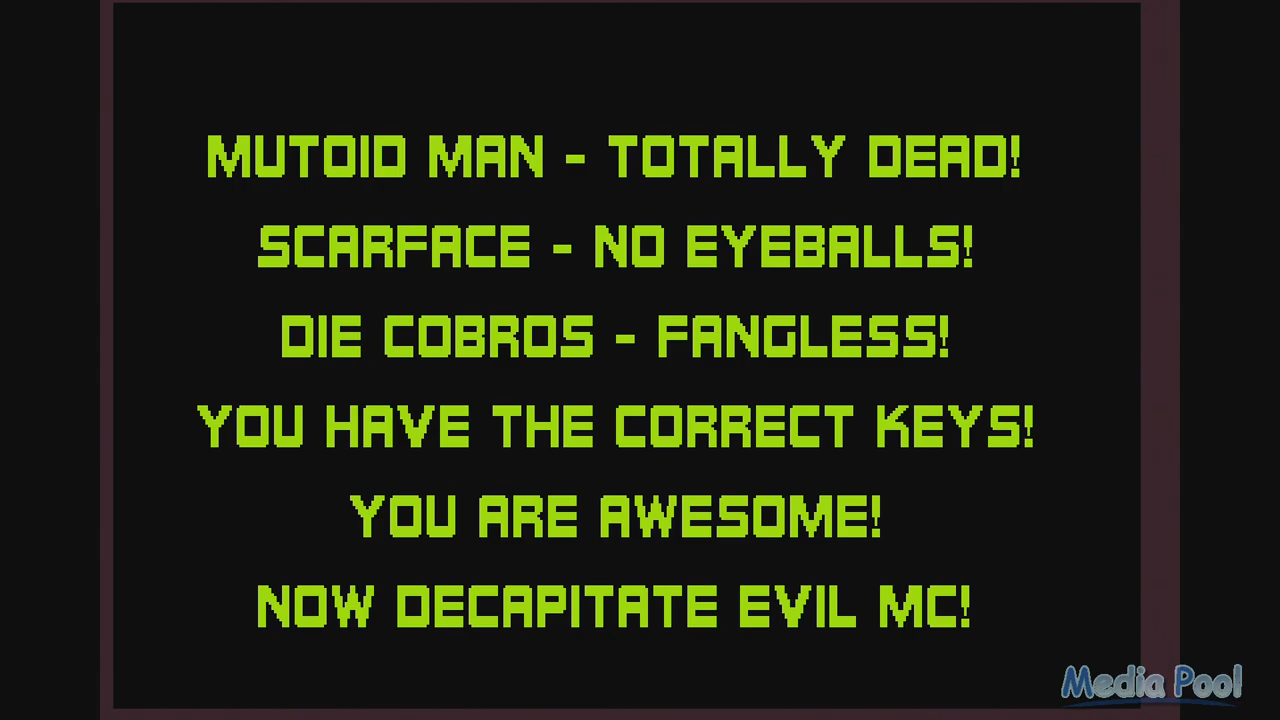 MUTOID MAN - TOTALLY DEAD!
SCARFACE - NO EYEBALLS!
DIE COBROS - FANGLESS!
YOU HAVE THE CORRECT KEYS!
YOU ARE AWESOME!
NOW DECAPITATE EVIL MC!
Media Pool